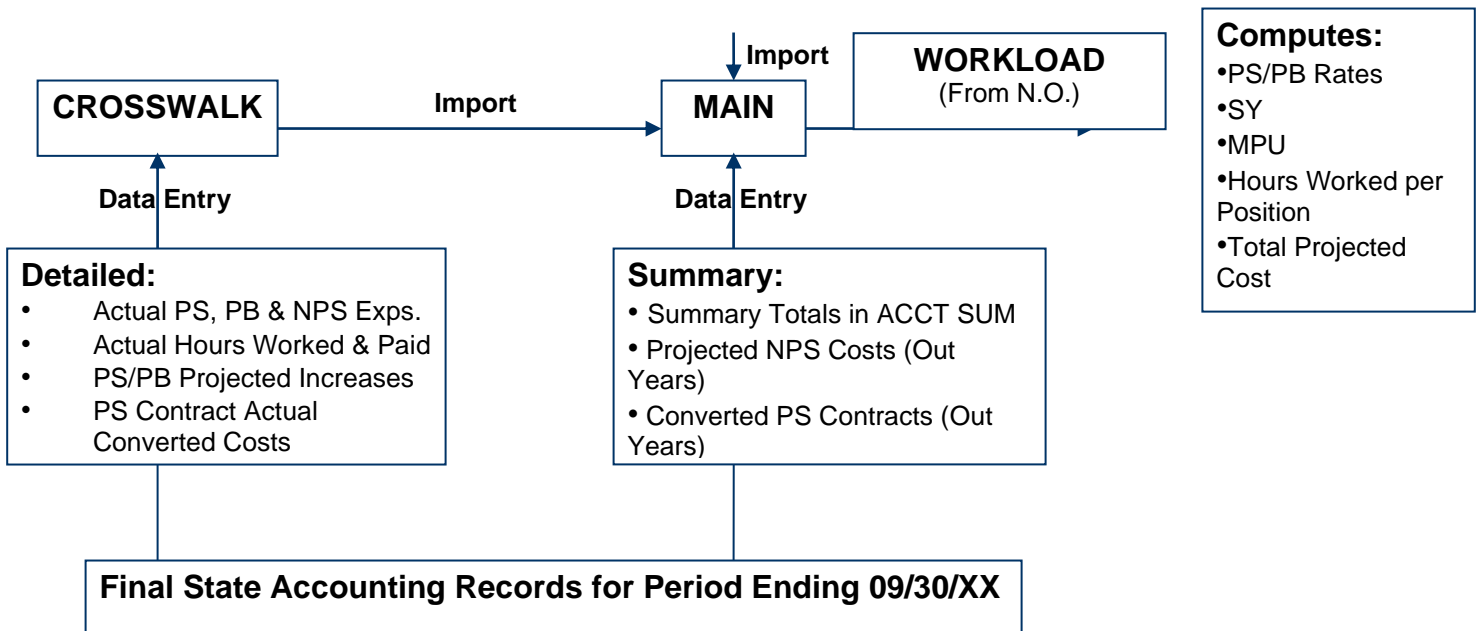 Import
WORKLOAD
(From N.O.)
CROSSWALK
Import
MAIN
Computes:
•PS/PB Rates
•SY
•MPU
•Hours Worked per
Position
•Total Projected
Cost
Data Entry
Data Entry
Detailed:
• Actual PS, PB & NPS Exps.
• Actual Hours Worked & Paid
• PS/PB Projected Increases
• PS Contract Actual
Converted Costs
Summary:
• Summary Totals in ACCT SUM
• Projected NPS Costs (Out
Years)
• Converted PS Contracts (Out
Years)
Final State Accounting Records for Period Ending 09/30/XX